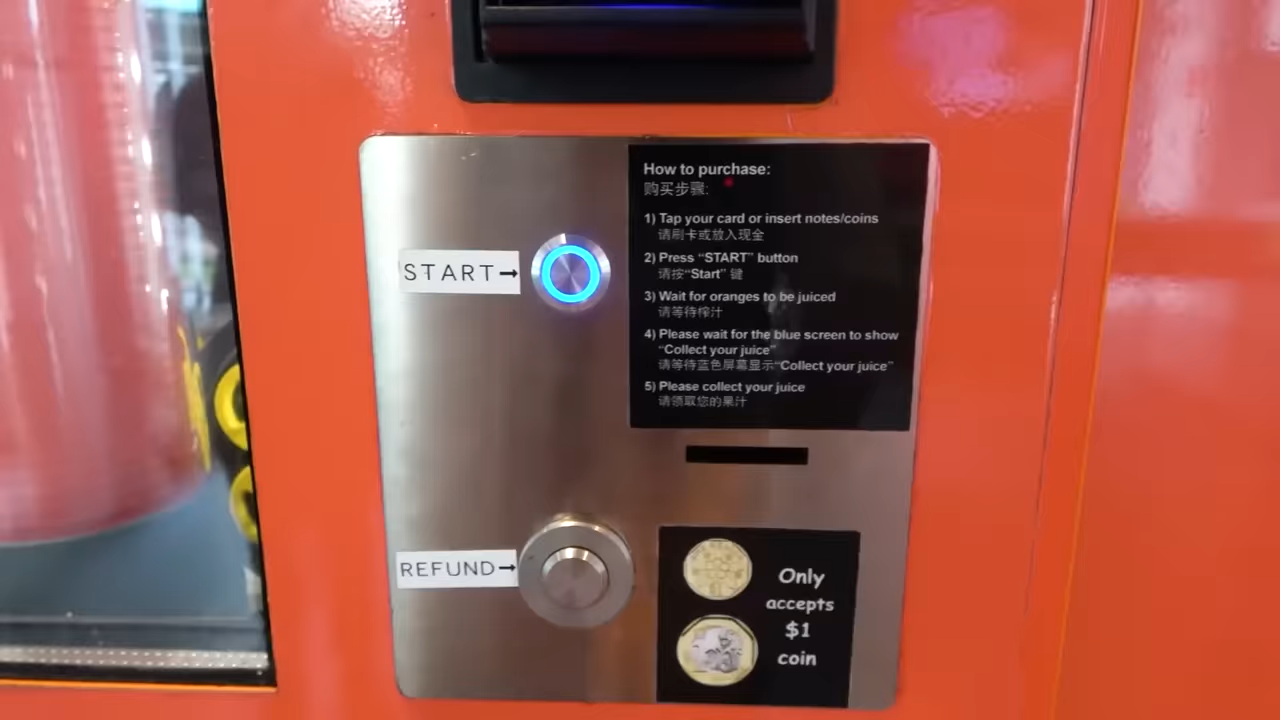 How to purchase:
购买步骤:
1) Tap your card or insert notes/coins
请刷卡或放入现金
2) Press “START” button
请按“Start” 键
3) Wait for oranges to be juiced
请等待榨汁
4) Please wait for the blue screen to show
“Collect your juice”
请等待蓝色屏幕显示“Collect your juice”
5) Please collect your juice
请领取您的果汁
START→
REFUND→
Only
accepts
$1
coin